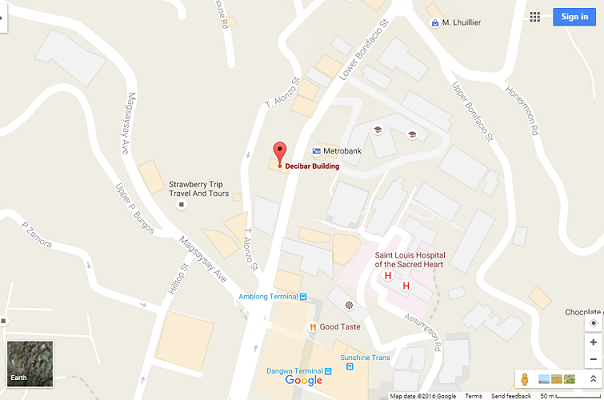 M. Lhuillier
Sign in
House Rd
Lower Bonifacio St
T. Alonzo St
Upper Bonifacio St
Honeymoon Rd
Magsaysay Ave
Metrobank
Decibar Building
Strawberry Trip
Travel And Tours
Upper P. Burgos
P. Zamora
Magsaysay Ave
T. Alonzo St
Hilltop St
Saint Louis Hospital
of the Sacred Heart
H
H
Amblong Terminal
Good Taste
Assumption Rd
Chocolate
Sunshine Trans
Dangwa Terminal
Google
Earth
+
−
Map data ©2016 Google
Terms
Send feedback
50 m